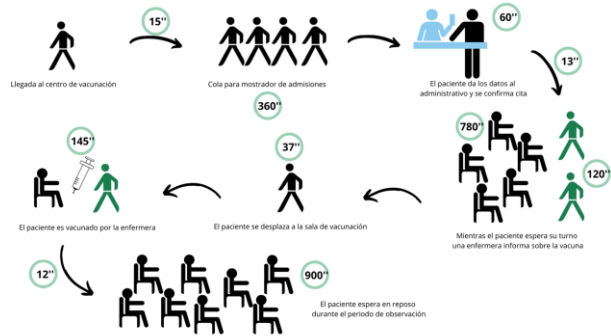 15''
60''
Llegada al centro de vacunación
Cola para mostrador de admisiones
El paciente da los datos al
administrativo y se confirma cita
13''
360''
145''
37''
780''
120''
El paciente es vacunado por la enfermera
El paciente se desplaza a la sala de vacunación
Mientras el paciente espera su turno
una enfermera informa sobre la vacuna
12''
900''
El paciente espera en reposo
durante el periodo de observación